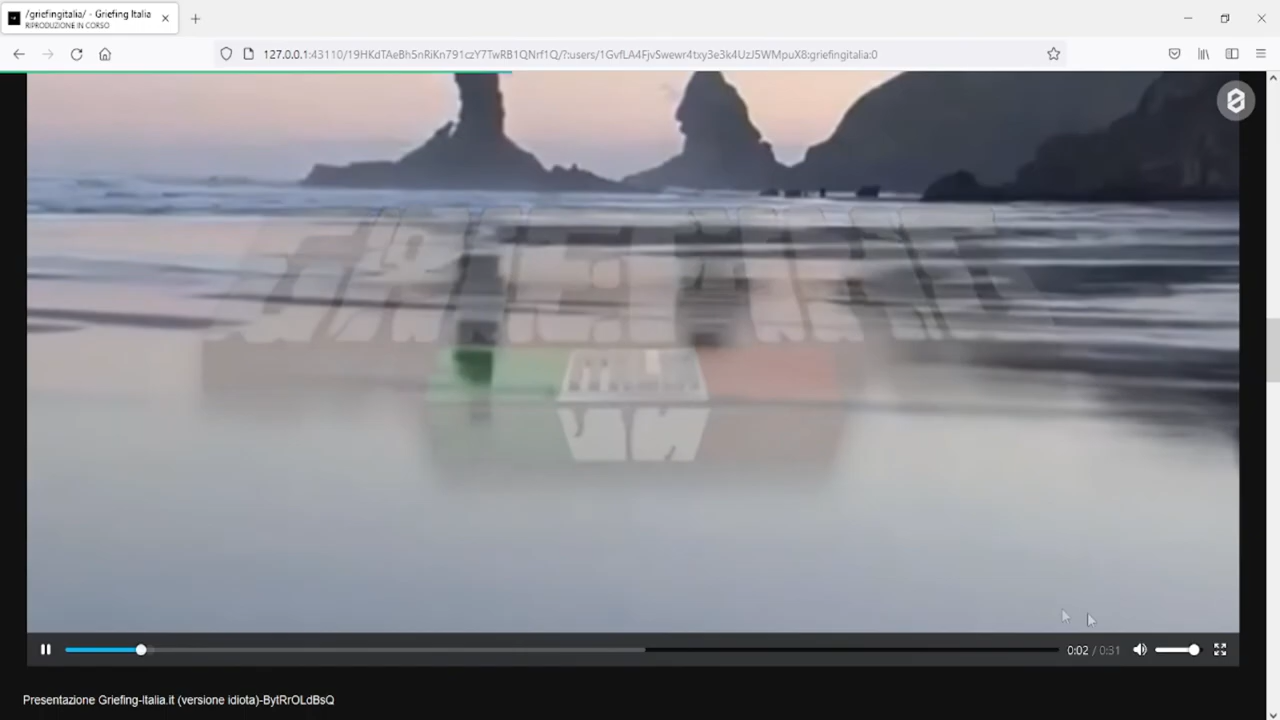 /griefingitalia/ - Griefing Italia
RIPRODUZIONE IN CORSO
127.0.0.1:43110/19HKdTAeBh5nRiKn791czY7TwRB1QNrf1Q/?:users/1GvfLA4FjvSwewr4txy3e3k4UzJ5WMpuX8:griefingitalia:0
0:02 / 0:31
Presentazione Griefing-Italia.it (versione idiota)-BytRrOLdBsQ